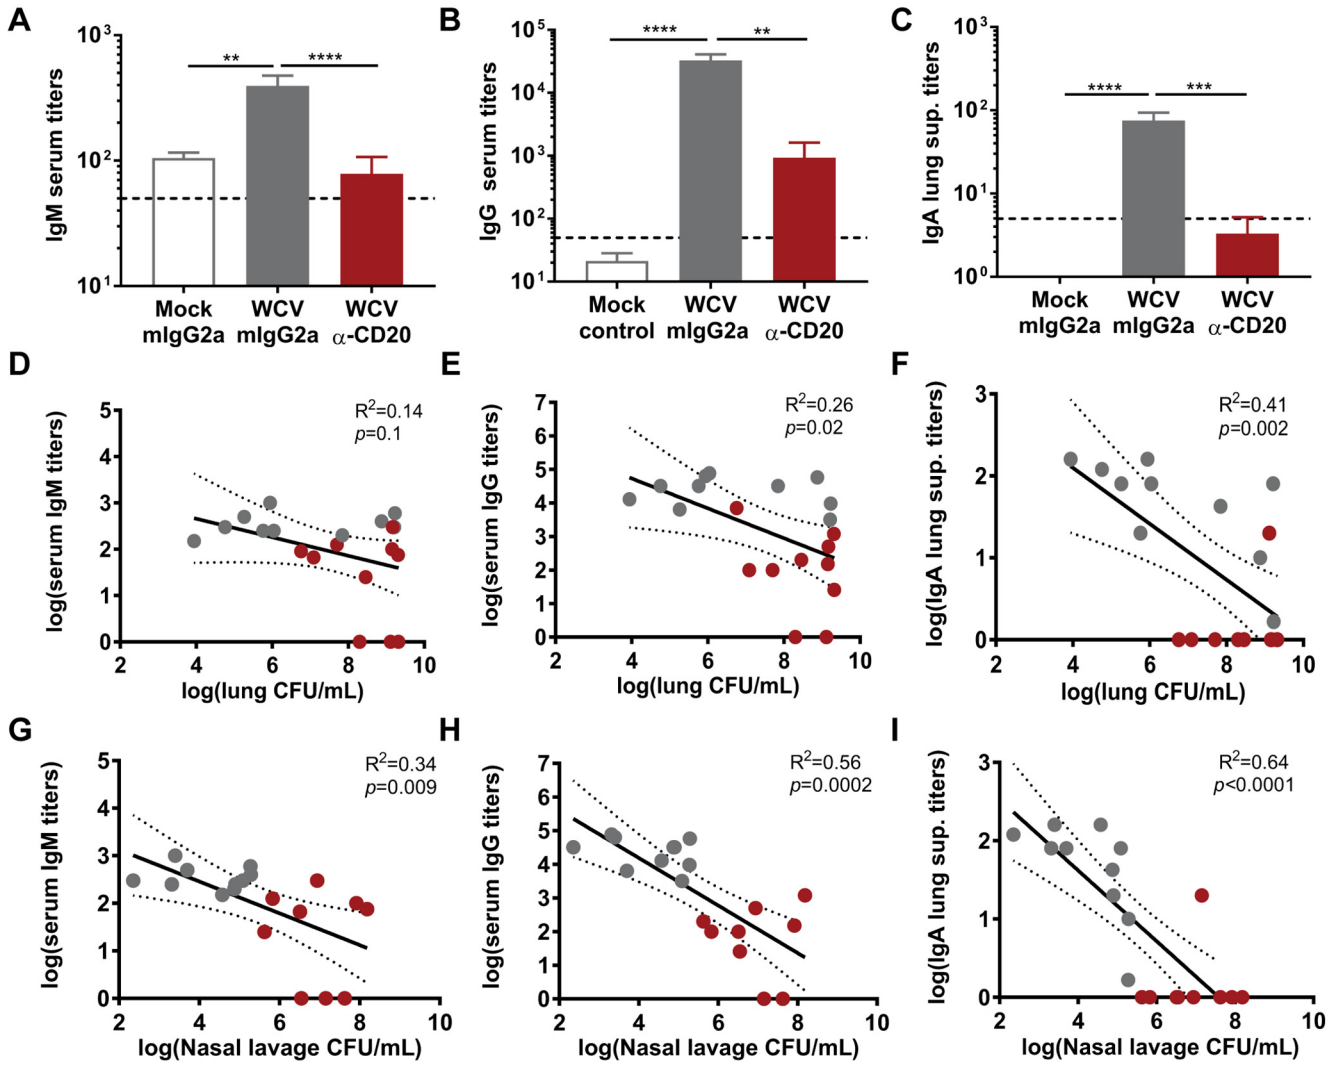 A
IgM serum titers
10³
10²
10¹
**
****
Mock
mIgG2a
WCV
mIgG2a
WCV
α-CD20
B
IgG serum titers
10⁵
10⁴
10³
10²
10¹
****
**
Mock
control
WCV
mIgG2a
WCV
α-CD20
C
IgA lung sup. titers
10³
10²
10¹
10⁰
****
***
Mock
mIgG2a
WCV
mIgG2a
WCV
α-CD20
D
log(serum IgM titers)
5
4
3
2
1
0
R²=0.14
p=0.1
2 4 6 8 10
log(lung CFU/mL)
E
log(serum IgG titers)
7
6
5
4
3
2
1
0
R²=0.26
p=0.02
2 4 6 8 10
log(lung CFU/mL)
F
log(IgA lung sup. titers)
3
2
1
0
R²=0.41
p=0.002
2 4 6 8 10
log(lung CFU/mL)
G
log(serum IgM titers)
5
4
3
2
1
0
R²=0.34
p=0.009
2 4 6 8 10
log(Nasal lavage CFU/mL)
H
log(serum IgG titers)
7
6
5
4
3
2
1
0
R²=0.56
p=0.0002
2 4 6 8 10
log(Nasal lavage CFU/mL)
I
log(IgA lung sup. titers)
3
2
1
0
R²=0.64
p<0.0001
2 4 6 8 10
log(Nasal lavage CFU/mL)